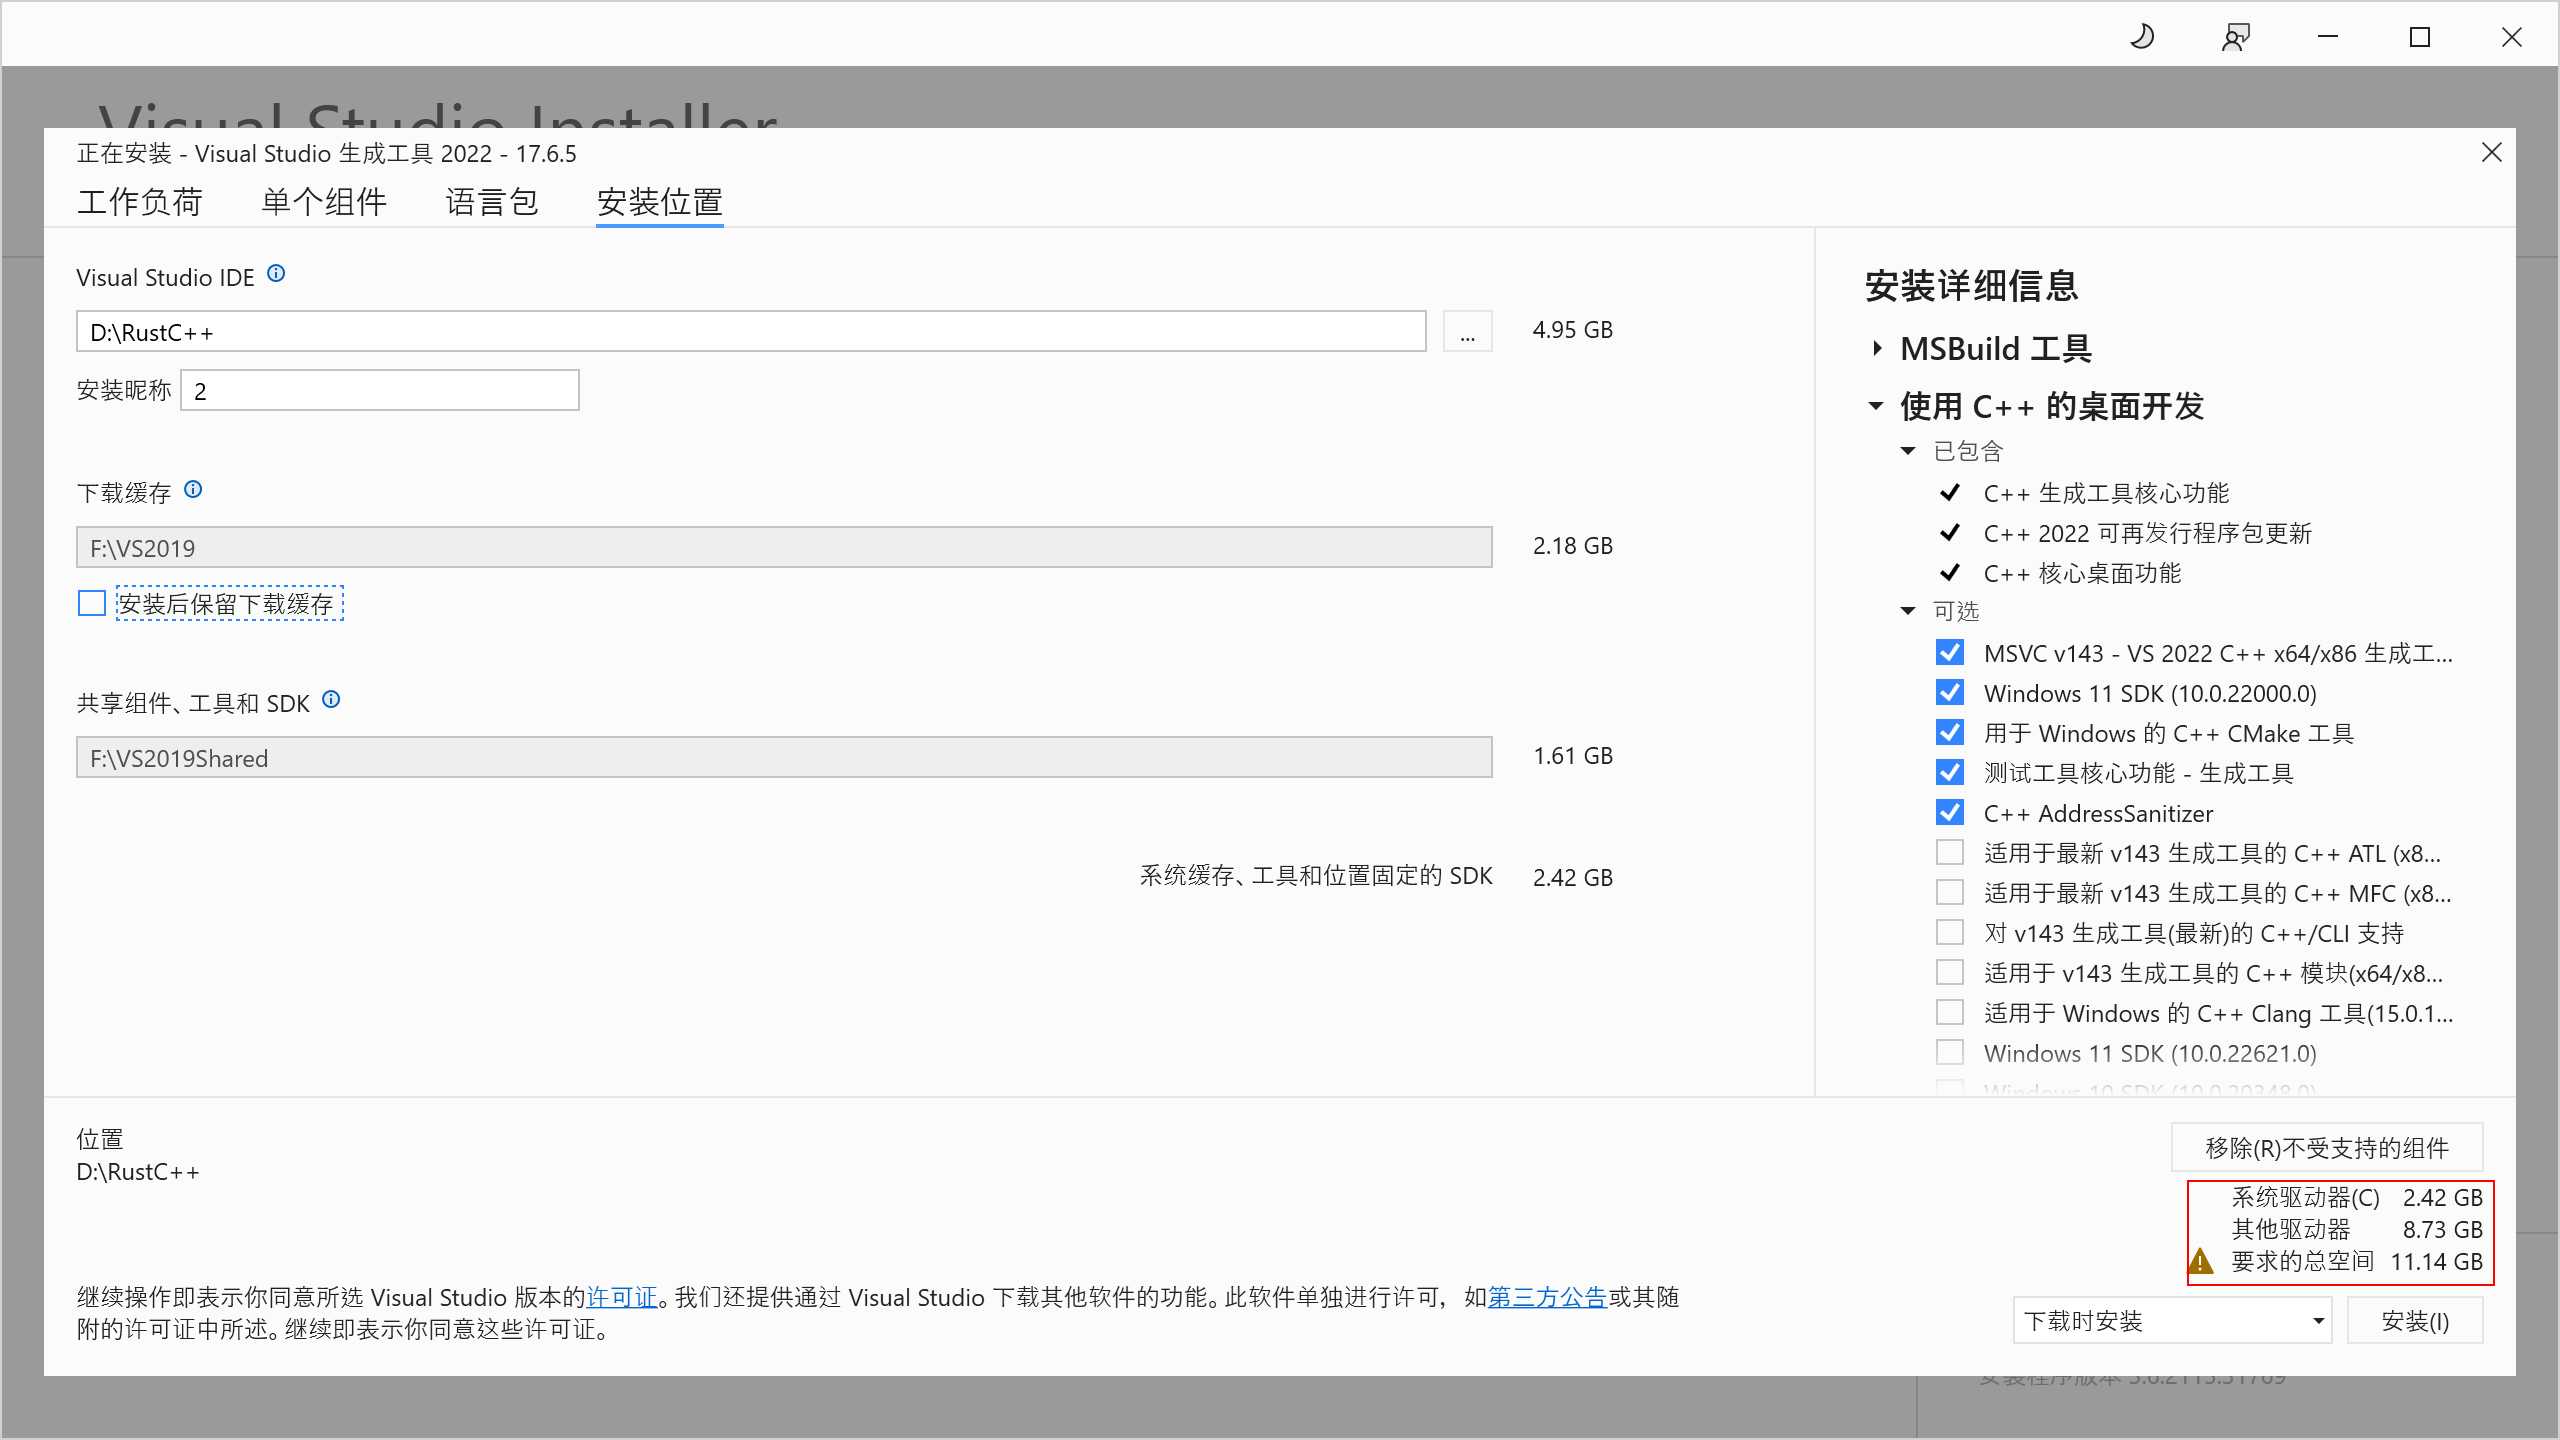 Visual Studio Installer
正在安装 - Visual Studio 生成工具 2022 - 17.6.5
工作负荷 单个组件 语言包 安装位置
Visual Studio IDE
D:\RustC++ ... 4.95 GB
安装昵称 2
下载缓存
F:\VS2019 2.18 GB
安装后保留下载缓存
共享组件、工具和 SDK
F:\VS2019Shared 1.61 GB
系统缓存、工具和位置固定的 SDK 2.42 GB
安装详细信息
MSBuild 工具
使用 C++ 的桌面开发
已包含
C++ 生成工具核心功能
C++ 2022 可再发行程序包更新
C++ 核心桌面功能
可选
MSVC v143 - VS 2022 C++ x64/x86 生成工...
Windows 11 SDK (10.0.22000.0)
用于 Windows 的 C++ CMake 工具
测试工具核心功能 - 生成工具
C++ AddressSanitizer
适用于最新 v143 生成工具的 C++ ATL (x8...
适用于最新 v143 生成工具的 C++ MFC (x8...
对 v143 生成工具(最新)的 C++/CLI 支持
适用于 v143 生成工具的 C++ 模块(x64/x8...
适用于 Windows 的 C++ Clang 工具(15.0.1...
Windows 11 SDK (10.0.22621.0)
Windows 10 SDK (10.0.20348.0)
位置
D:\RustC++
移除(R)不受支持的组件
系统驱动器(C) 2.42 GB
其他驱动器 8.73 GB
要求的总空间 11.14 GB
继续操作即表示你同意所选 Visual Studio 版本的许可证。我们还提供通过 Visual Studio 下载其他软件的功能。此软件单独进行许可，如第三方公告或其随
附的许可证中所述。继续即表示你同意这些许可证。
下载时安装 安装(I)
安装程序版本